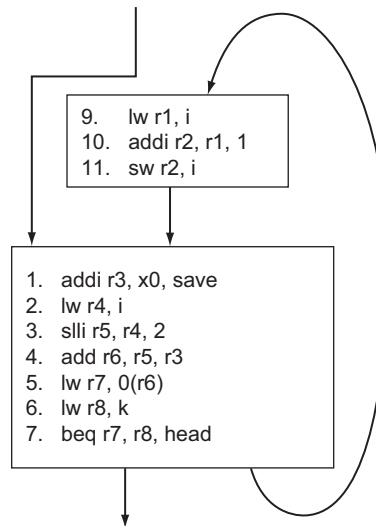 9. lw r1, i
10. addi r2, r1, 1
11. sw r2, i
1. addi r3, x0, save
2. lw r4, i
3. slli r5, r4, 2
4. add r6, r5, r3
5. lw r7, 0(r6)
6. lw r8, k
7. beq r7, r8, head